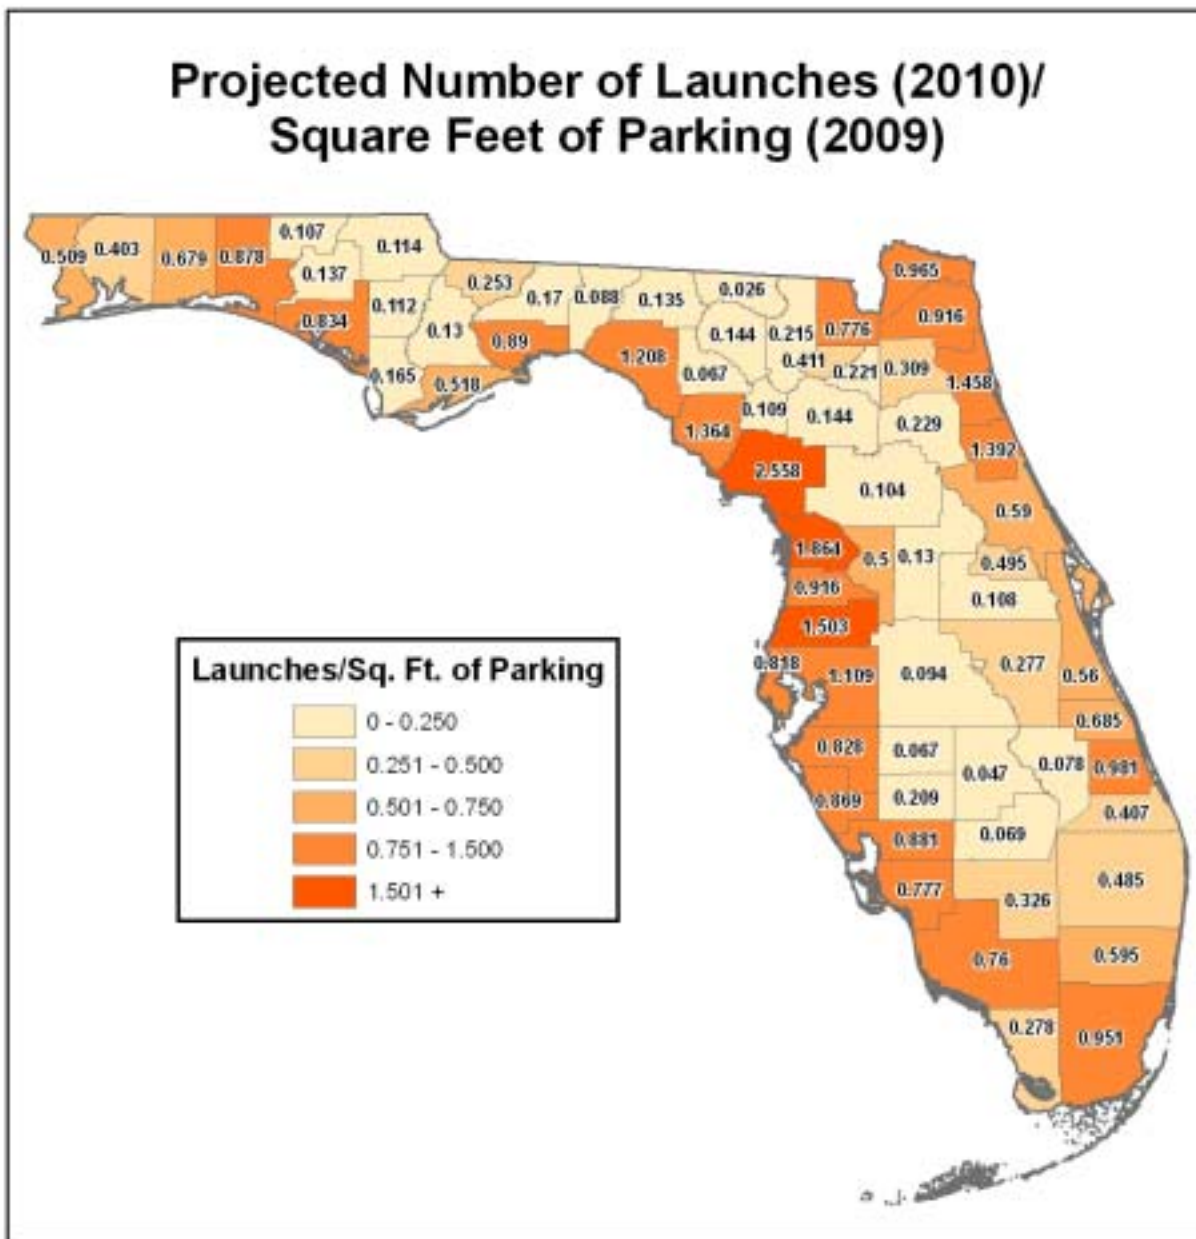 Projected Number of Launches (2010)/
Square Feet of Parking (2009)
0.509 0.403 0.679 0.878 0.107 0.114
0.137
0.253 0.965
0.112 0.17 0.088 0.135 0.026
0.834 0.13 0.89 0.144 0.215 0.776 0.916
1.208 0.411
0.165 0.518 0.067 0.221 0.309 1.458
0.109 0.144 0.229
1.364 1.392
2.558 0.104
0.59
1.864 0.5 0.13 0.495
0.916 0.108
1.503
0.818 1.109 0.094 0.277 0.56
0.685
0.828 0.067 0.047 0.078 0.981
0.869 0.209 0.407
0.881 0.069
0.777 0.326 0.485
0.76 0.595
0.278 0.951
Launches/Sq. Ft. of Parking
0 - 0.250
0.251 - 0.500
0.501 - 0.750
0.751 - 1.500
1.501 +